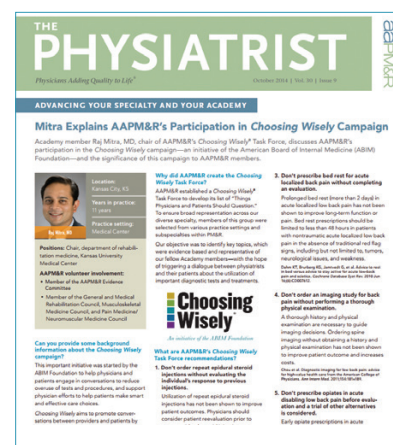 THE
PHYSIATRIST
Physicians Adding Quality to Life®
October 2014 | Vol. 30 | Issue 9
aapm&r
ADVANCING YOUR SPECIALTY AND YOUR ACADEMY
Mitra Explains AAPM&R's Participation in Choosing Wisely Campaign
Academy member Raj Mitra, MD, chair of AAPM&R's Choosing Wisely® Task Force, discusses AAPM&R's
participation in the Choosing Wisely campaign—an initiative of the American Board of Internal Medicine (ABIM)
Foundation—and the significance of this campaign to AAPM&R members.
Raj Mitra, MD
Location:
Kansas City, KS
Years in practice:
11 years
Practice setting:
Medical Center
Positions: Chair, department of rehabili-
tation medicine, Kansas University
Medical Center
AAPM&R volunteer involvement:
• Member of the AAPM&R Evidence
Committee
• Member of the General and Medical
Rehabilitation Council, Musculoskeletal
Medicine Council, and Pain Medicine/
Neuromuscular Medicine Council
Can you provide some background
information about the Choosing Wisely
campaign?
This important initiative was started by the
ABIM Foundation to help physicians and
patients engage in conversations to reduce
overuse of tests and procedures, and support
physician efforts to help patients make smart
and effective care choices.
Choosing Wisely aims to promote conver-
sations between providers and patients by
Why did AAPM&R create the
Choosing Wisely Task Force?
AAPM&R established a Choosing Wisely®
Task Force to develop its list of "Things
Physicians and Patients Should Question."
To ensure broad representation across our
diverse specialty, members of this group were
selected from various practice settings and
subspecialties within PM&R.
Our objective was to identify key topics, which
were evidence based and representative of
our fellow Academy members—with the hope
of triggering a dialogue between physicians
and their patients about the utilization of
important diagnostic tests and treatments.
Choosing
Wisely®
An initiative of the ABIM Foundation
What are AAPM&R's Choosing Wisely
Task Force recommendations?
1. Don't order repeat epidural steroid
injections without evaluating the
individual's response to previous
injections.
Utilization of repeat epidural steroid
injections has not been shown to improve
patient outcomes. Physicians should
consider patient reevaluation prior to
3. Don't prescribe bed rest for acute
localized back pain without completing
an evaluation.
Prolonged bed rest (more than 2 days) in
acute localized low back pain has not been
shown to improve long-term function or
pain. Bed rest prescriptions should be
limited to less than 48 hours in patients
with nontraumatic acute localized low back
pain in the absence of traditional red flag
signs, including but not limited to, tumors,
neurological issues, and weakness.
4. Don't order an imaging study for back
pain without performing a thorough
physical examination.
A thorough history and physical
examination are necessary to guide
imaging decisions. Ordering spine
imaging without obtaining a history and
physical examination has not been shown
to improve patient outcome and increases
costs.
5. Don't prescribe opiates in acute
disabling low back pain before evalu-
ation and a trial of other alternatives
is considered.
Early opiate prescriptions in acute